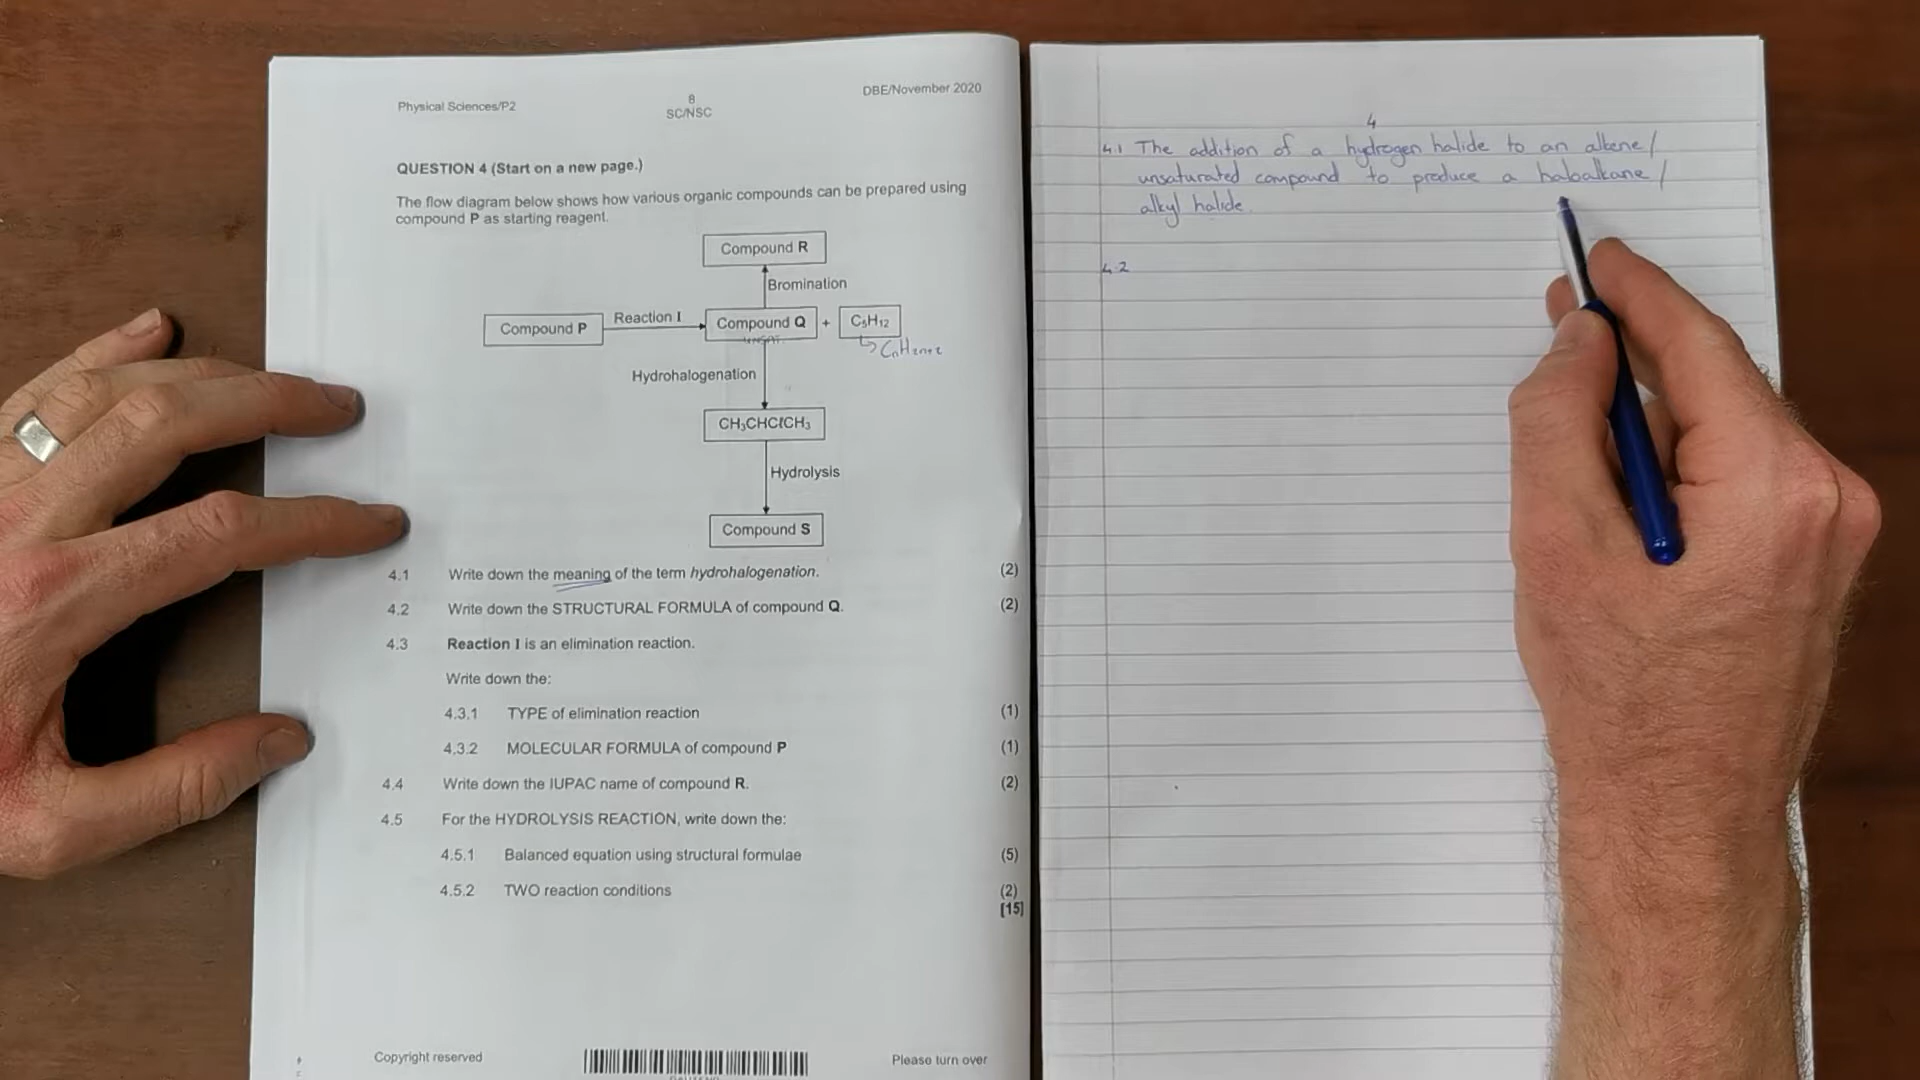 Physical Sciences/P2
8
SC/NSC
DBE/November 2020
QUESTION 4 (Start on a new page.)
The flow diagram below shows how various organic compounds can be prepared using
compound P as starting reagent.
Compound R
Bromination
Compound P
Reaction I
Compound Q
+
C₅H₁₂
UNSAT.
CₙH₂ₙ₊₂
Hydrohalogenation
CH₃CHCℓCH₃
Hydrolysis
Compound S
4.1 Write down the meaning of the term hydrohalogenation. (2)
4.2 Write down the STRUCTURAL FORMULA of compound Q. (2)
4.3 Reaction I is an elimination reaction.
Write down the:
4.3.1 TYPE of elimination reaction (1)
4.3.2 MOLECULAR FORMULA of compound P (1)
4.4 Write down the IUPAC name of compound R. (2)
4.5 For the HYDROLYSIS REACTION, write down the:
4.5.1 Balanced equation using structural formulae (5)
4.5.2 TWO reaction conditions (2)
[15]
Copyright reserved
Please turn over
4
4.1 The addition of a hydrogen halide to an alkene/
unsaturated compound to produce a haloalkane/
alkyl halide.
4.2